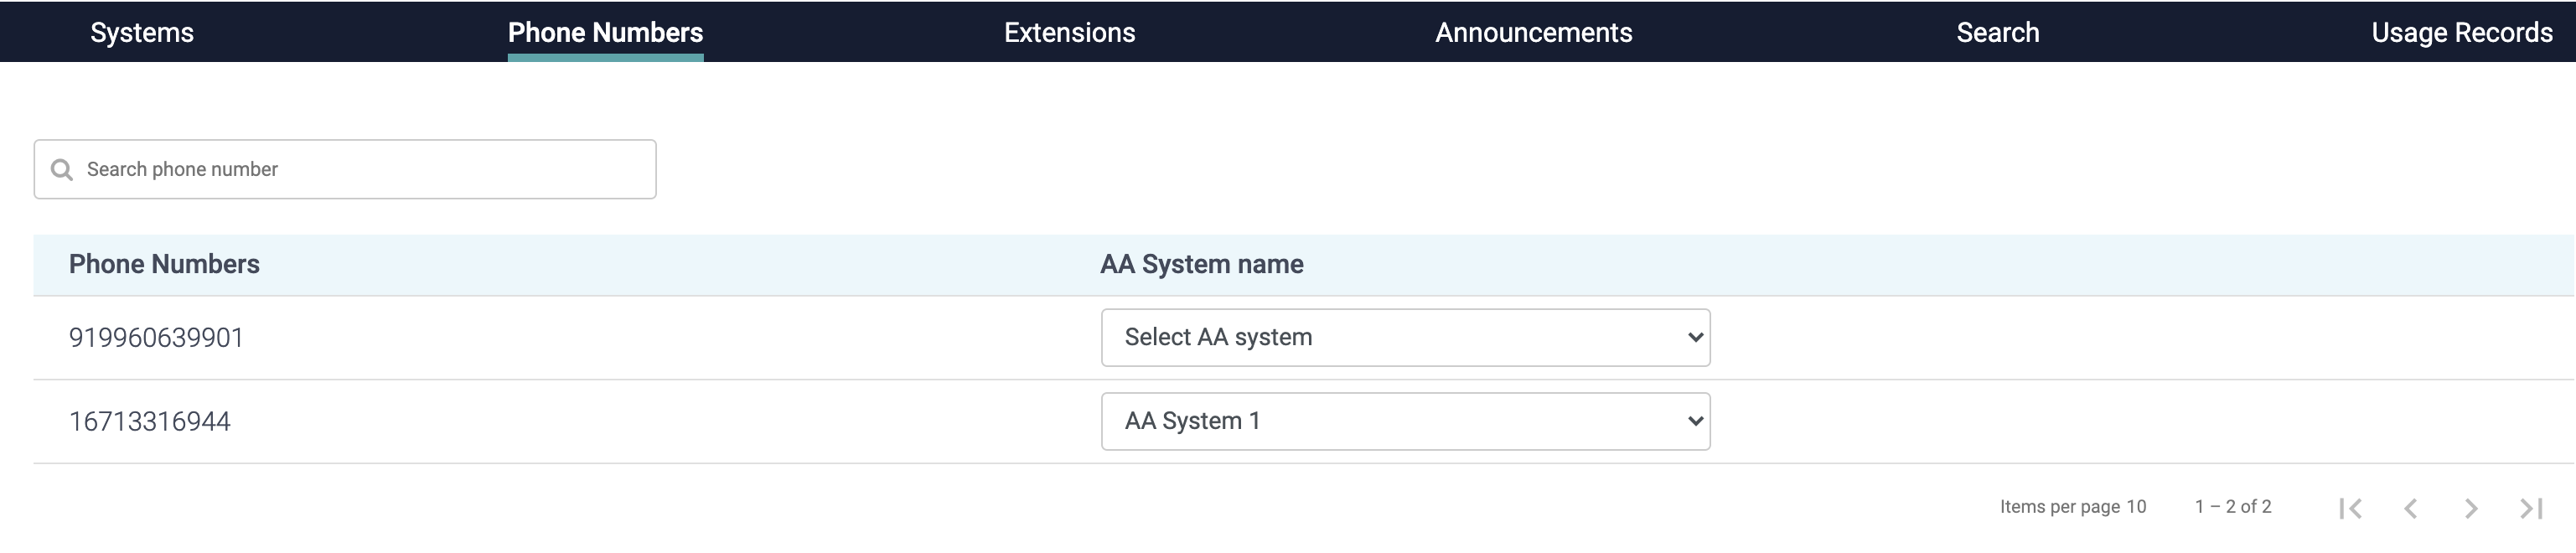 Systems Phone Numbers Extensions Announcements Search Usage Records
Search phone number
Phone Numbers AA System name
919960639901 Select AA system
16713316944 AA System 1
Items per page 10 1 – 2 of 2